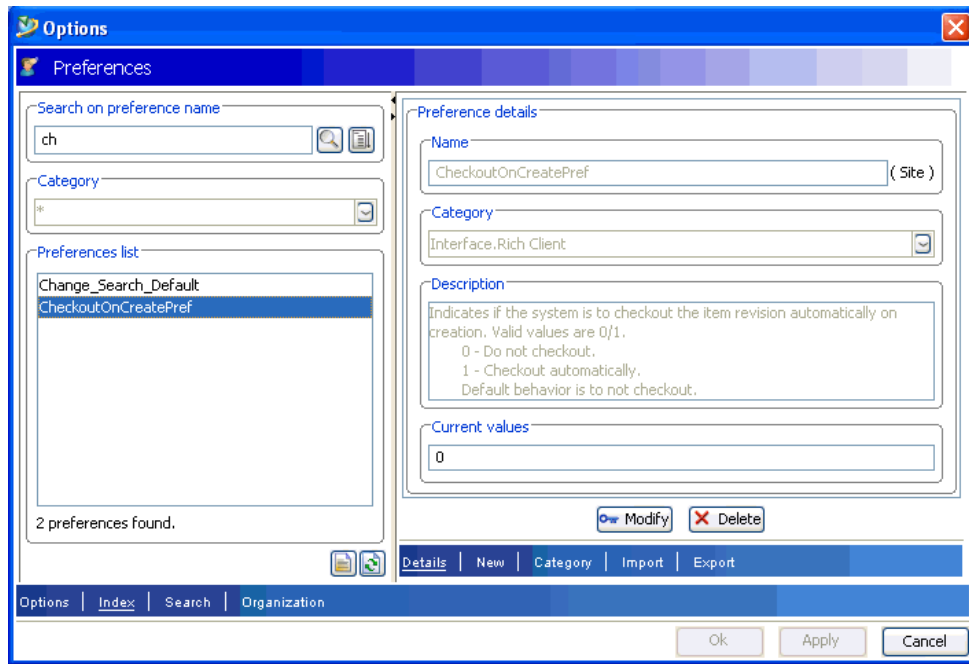 Options
Preferences
Search on preference name
ch
Category
*
Preferences list
Change_Search_Default
CheckoutOnCreatePref
2 preferences found.
Preference details
Name
CheckoutOnCreatePref ( Site )
Category
Interface.Rich Client
Description
Indicates if the system is to checkout the item revision automatically on
creation. Valid values are 0/1.
0 - Do not checkout.
1 - Checkout automatically.
Default behavior is to not checkout.
Current values
0
Modify Delete
Details New Category Import Export
Options Index Search Organization
Ok Apply Cancel